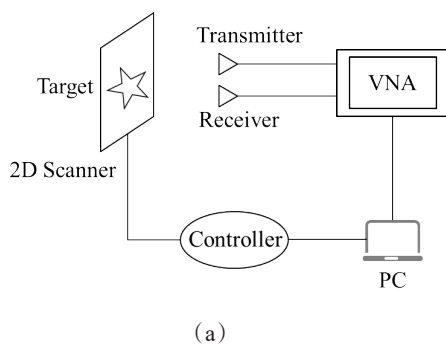 Transmitter
Target
VNA
Receiver
2D Scanner
Controller
PC
(a)